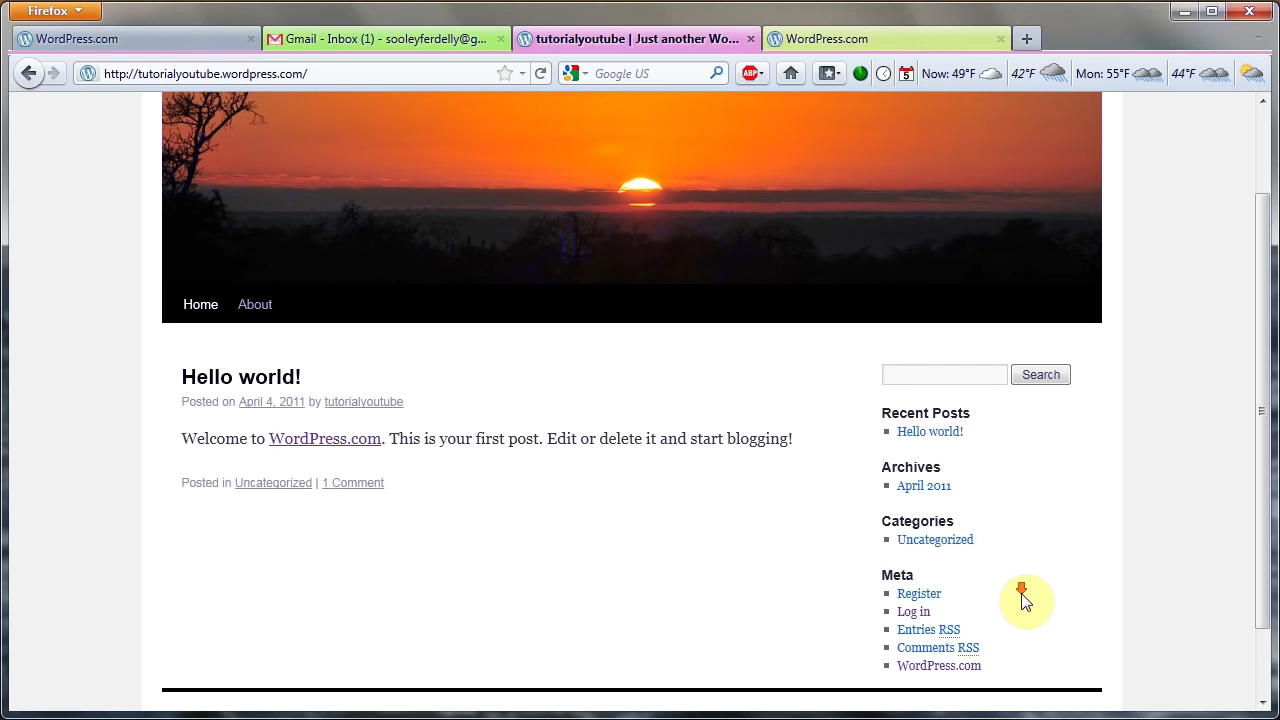 Firefox
WordPress.com
Gmail - Inbox (1) - sooleyferdelly@g...
tutorialyoutube | Just another Wo...
WordPress.com
http://tutorialyoutube.wordpress.com/
Google US
ABP
5
Now: 49°F
42°F
Mon: 55°F
44°F
Home
About
Hello world!
Posted on April 4, 2011 by tutorialyoutube
Welcome to WordPress.com. This is your first post. Edit or delete it and start blogging!
Posted in Uncategorized | 1 Comment
Search
Recent Posts
Hello world!
Archives
April 2011
Categories
Uncategorized
Meta
Register
Log in
Entries RSS
Comments RSS
WordPress.com